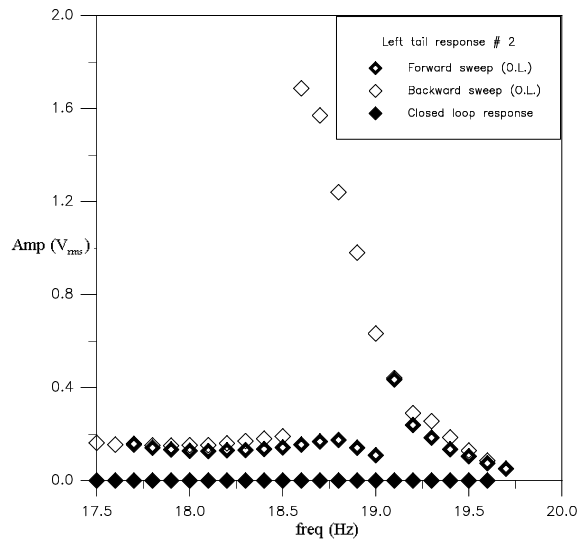 2.0
Left tail response # 2
Forward sweep (O.L.)
Backward sweep (O.L.)
Closed loop response
1.6
1.2
Amp (Vrms)
0.8
0.4
0.0
17.5 18.0 18.5 19.0 19.5 20.0
freq (Hz)